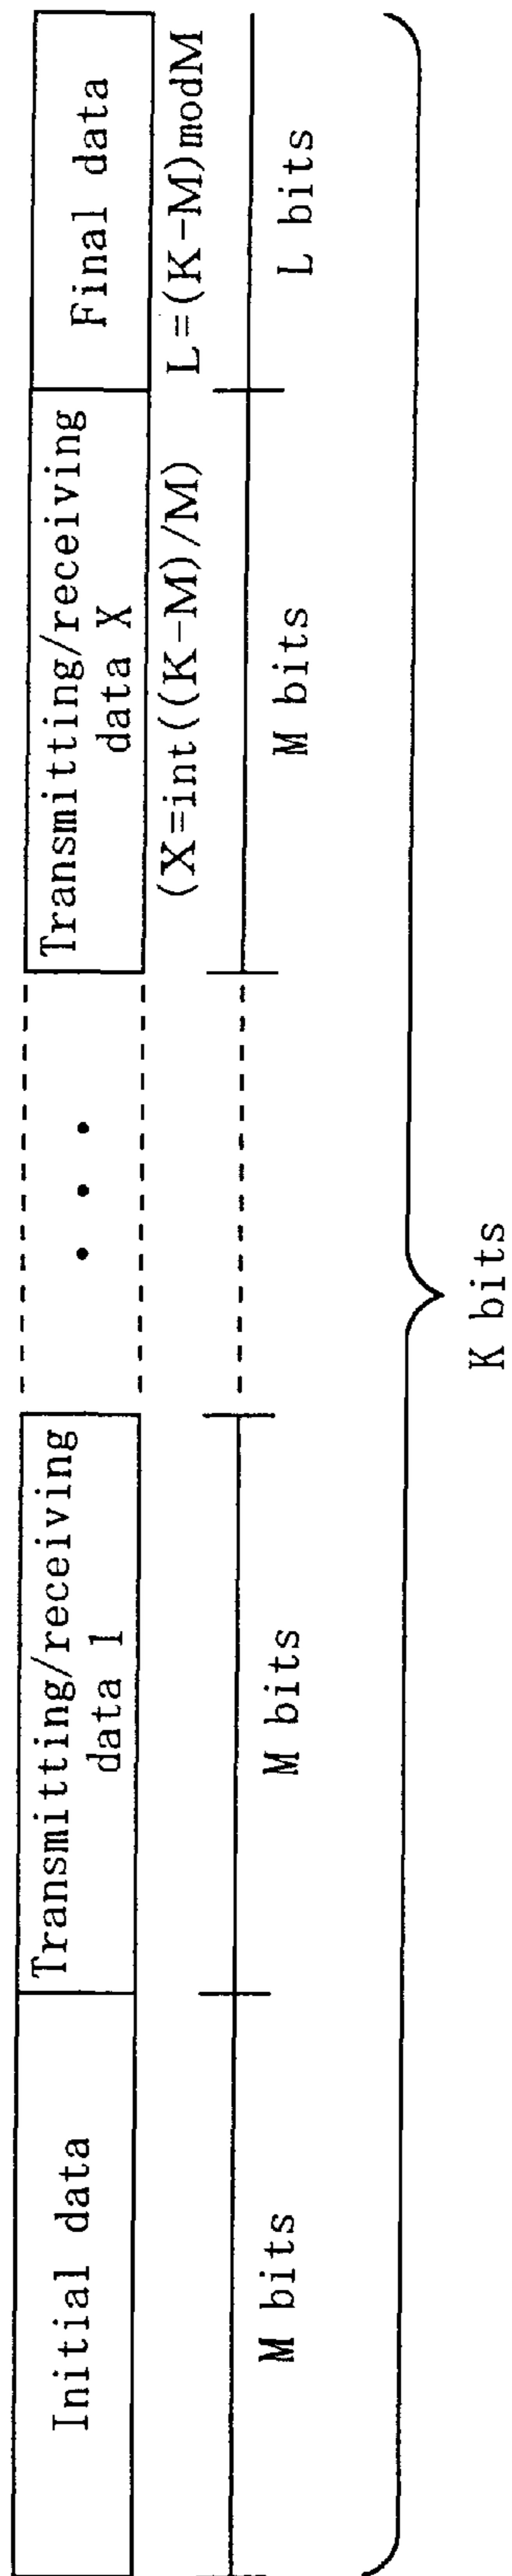 Initial data
Transmitting/receiving
data 1
• • •
Transmitting/receiving
data X
Final data
(X=int((K-M)/M)
L=(K-M)modM
M bits
M bits
M bits
L bits
K bits